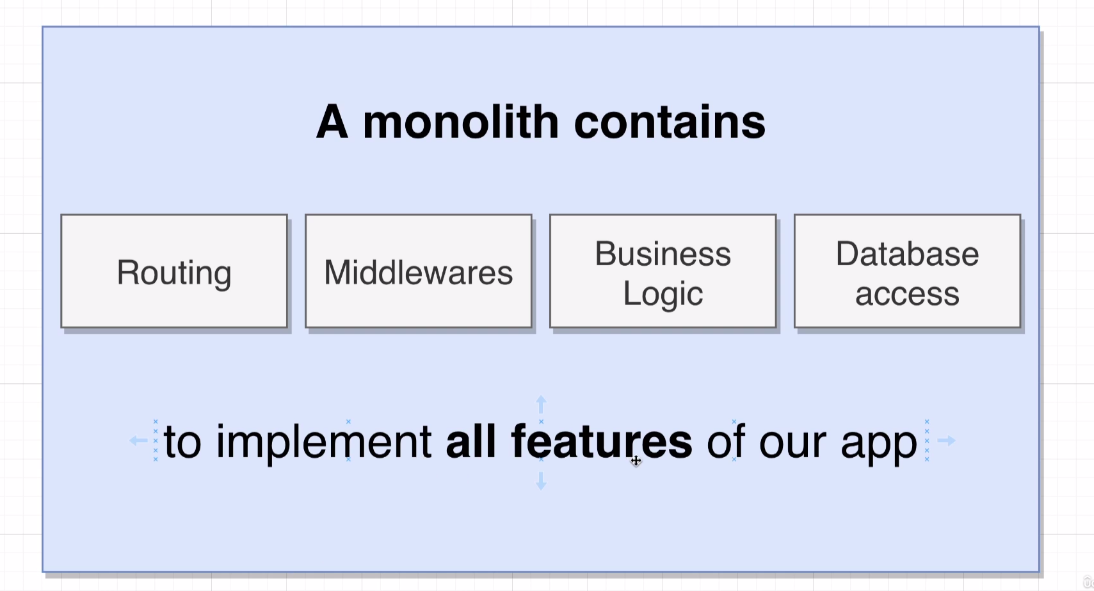 A monolith contains
Routing
Middlewares
Business
Logic
Database
access
to implement all features of our app